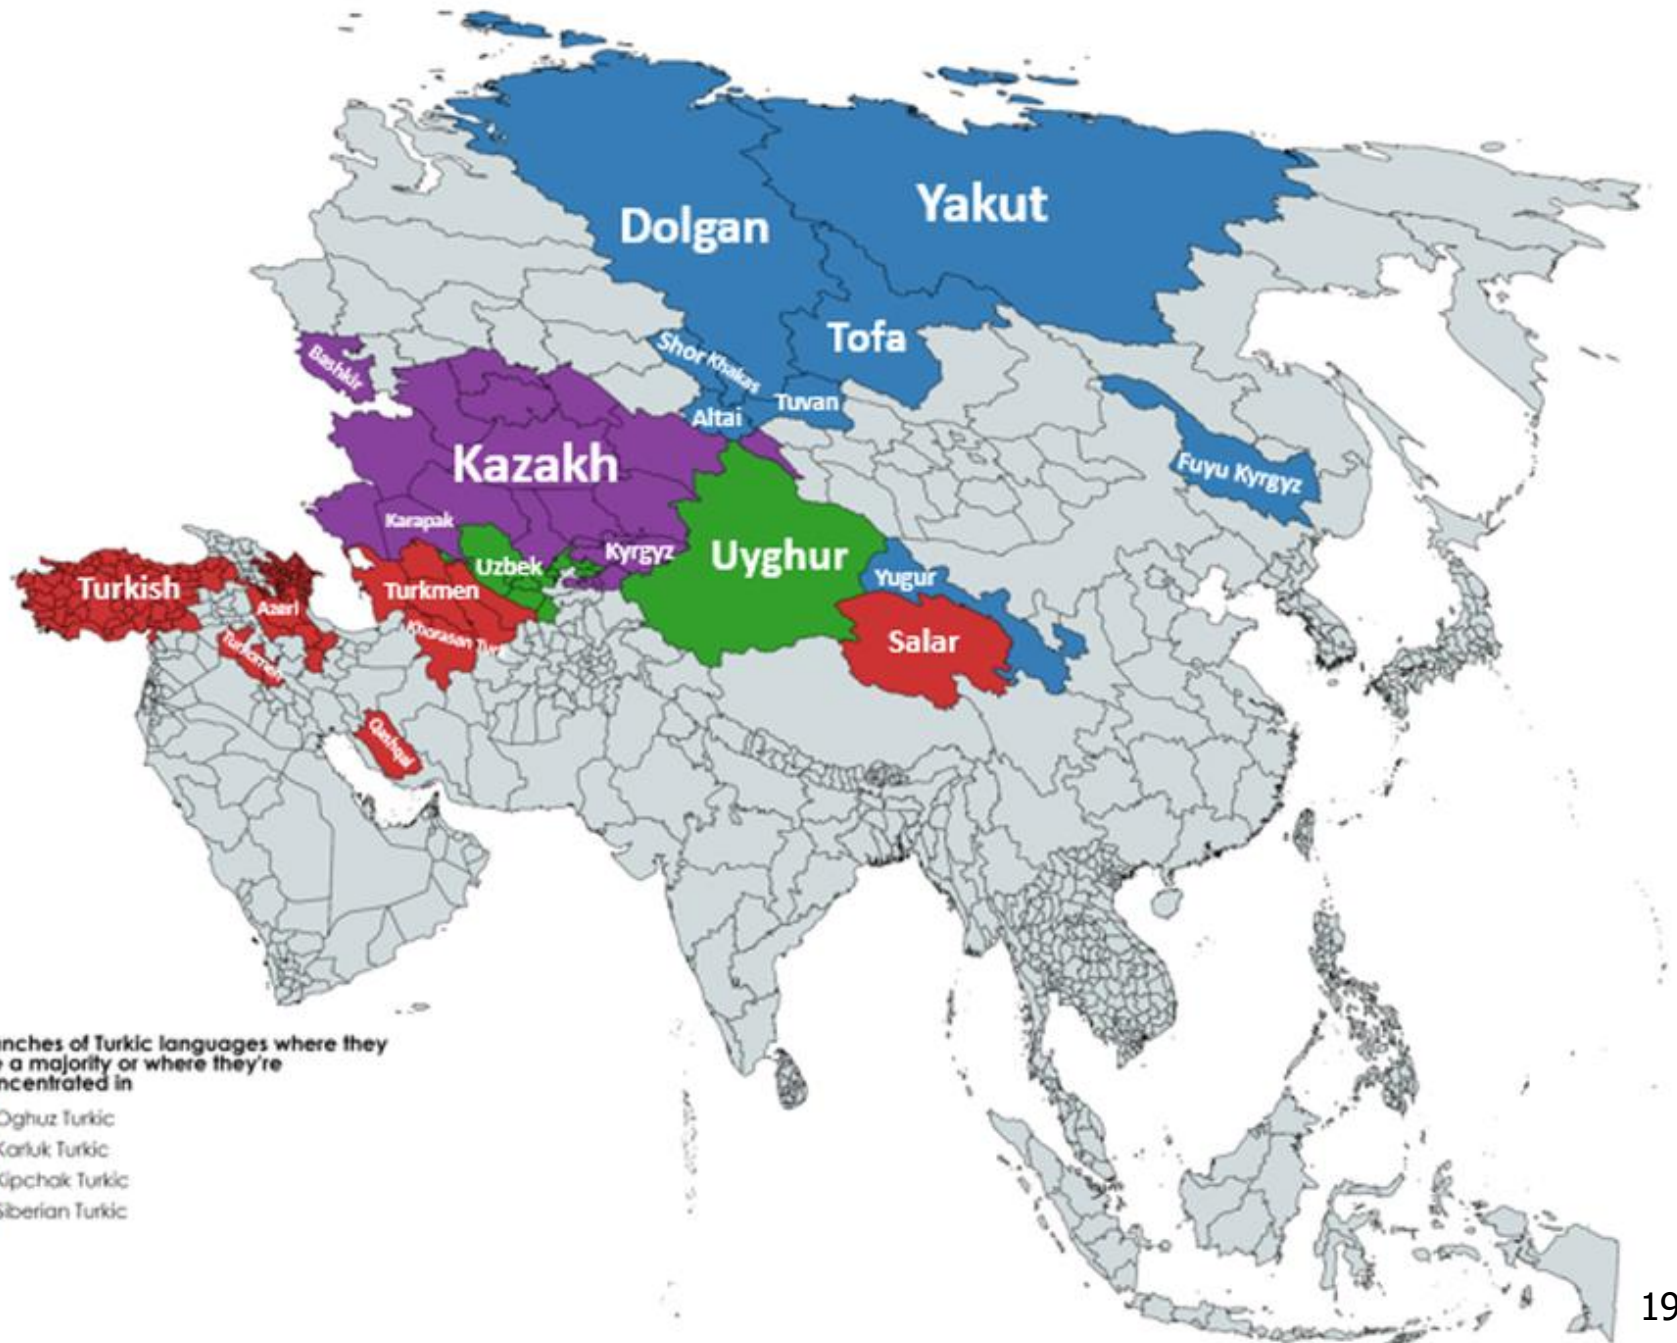 Dolgan
Yakut
Tofa
Shor Khakas
Bashkir
Altai
Tuvan
Kazakh
Fuyu Kyrgyz
Karapak
Kyrgyz
Uzbek
Uyghur
Yugur
Turkish
Turkmen
Azeri
Khorasan Tur
Salar
Turkmen
Qashqai
nches of Turkic languages where they
a majority or where they're
ncentrated in
Oghuz Turkic
Karluk Turkic
Kipchak Turkic
Siberian Turkic
19